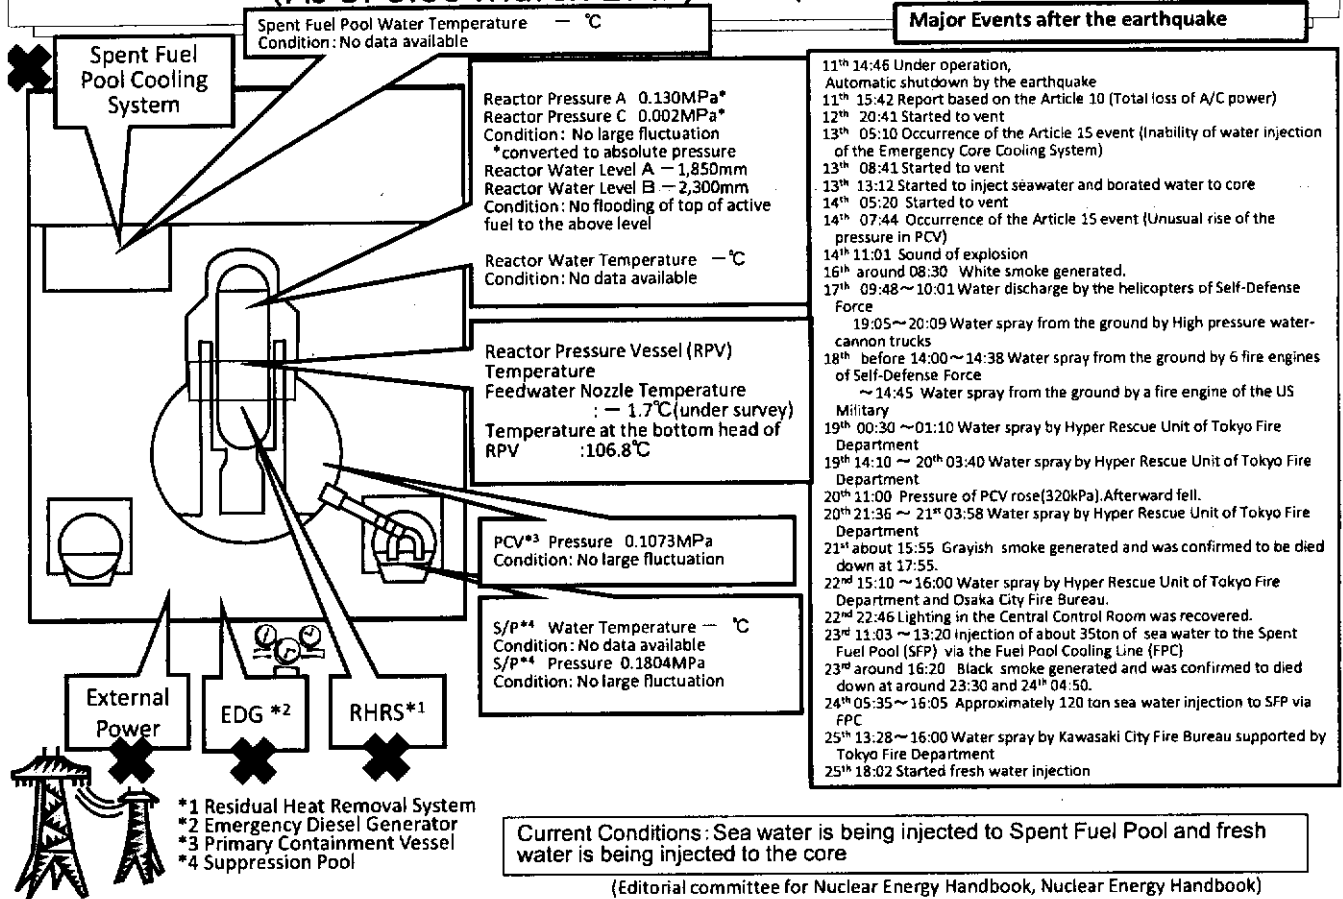 Spent Fuel Pool Water Temperature － ℃
Condition: No data available
Major Events after the earthquake
Spent Fuel
Pool Cooling
System
Reactor Pressure A 0.130MPa*
Reactor Pressure C 0.002MPa*
Condition: No large fluctuation
*converted to absolute pressure
Reactor Water Level A －1,850mm
Reactor Water Level B －2,300mm
Condition: No flooding of top of active
fuel to the above level
Reactor Water Temperature －℃
Condition: No data available
Reactor Pressure Vessel (RPV)
Temperature
Feedwater Nozzle Temperature
: － 1.7℃(under survey)
Temperature at the bottom head of
RPV :106.8℃
PCV*3 Pressure 0.1073MPa
Condition: No large fluctuation
S/P*4 Water Temperature － ℃
Condition: No data available
S/P*4 Pressure 0.1804MPa
Condition: No large fluctuation
11th 14:46 Under operation,
Automatic shutdown by the earthquake
11th 15:42 Report based on the Article 10 (Total loss of A/C power)
12th 20:41 Started to vent
13th 05:10 Occurrence of the Article 15 event (Inability of water injection
of the Emergency Core Cooling System)
13th 08:41 Started to vent
13th 13:12 Started to inject seawater and borated water to core
14th 05:20 Started to vent
14th 07:44 Occurrence of the Article 15 event (Unusual rise of the
pressure in PCV)
14th 11:01 Sound of explosion
16th around 08:30 White smoke generated.
17th 09:48～10:01 Water discharge by the helicopters of Self-Defense
Force
19:05～20:09 Water spray from the ground by High pressure water-
cannon trucks
18th before 14:00～14:38 Water spray from the ground by 6 fire engines
of Self-Defense Force
～14:45 Water spray from the ground by a fire engine of the US
Military
19th 00:30 ～01:10 Water spray by Hyper Rescue Unit of Tokyo Fire
Department
19th 14:10 ～ 20th 03:40 Water spray by Hyper Rescue Unit of Tokyo Fire
Department
20th 11:00 Pressure of PCV rose(320kPa).Afterward fell.
20th 21:36 ～ 21st 03:58 Water spray by Hyper Rescue Unit of Tokyo Fire
Department
21st about 15:55 Grayish smoke generated and was confirmed to be died
down at 17:55.
22nd 15:10 ～16:00 Water spray by Hyper Rescue Unit of Tokyo Fire
Department and Osaka City Fire Bureau.
22nd 22:46 Lighting in the Central Control Room was recovered.
23rd 11:03 ～13:20 Injection of about 35ton of sea water to the Spent
Fuel Pool (SFP) via the Fuel Pool Cooling Line (FPC)
23rd around 16:20 Black smoke generated and was confirmed to died
down at around 23:30 and 24th 04:50.
24th 05:35～16:05 Approximately 120 ton sea water injection to SFP via
FPC
25th 13:28～16:00 Water spray by Kawasaki City Fire Bureau supported by
Tokyo Fire Department
25th 18:02 Started fresh water injection
External
Power
EDG *2
RHRS*1
*1 Residual Heat Removal System
*2 Emergency Diesel Generator
*3 Primary Containment Vessel
*4 Suppression Pool
Current Conditions: Sea water is being injected to Spent Fuel Pool and fresh
water is being injected to the core
(Editorial committee for Nuclear Energy Handbook, Nuclear Energy Handbook)